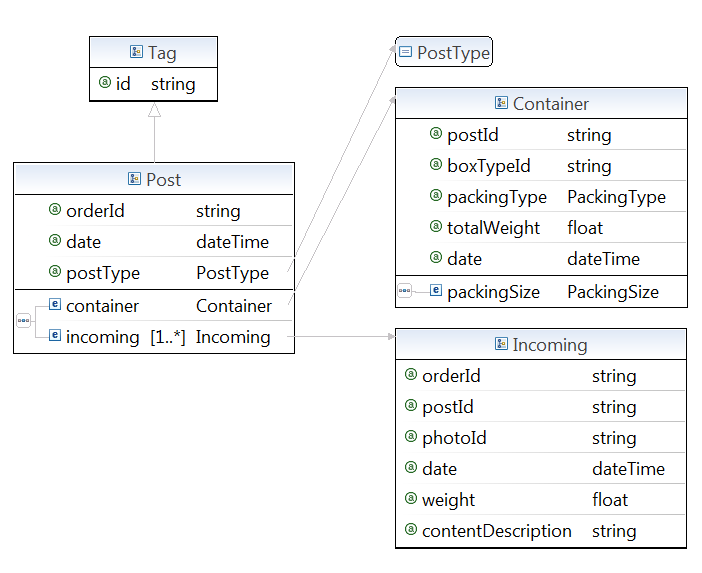 Tag
id string
Post
orderId string
date dateTime
postType PostType
container Container
incoming [1..*] Incoming
PostType
Container
postId string
boxTypeId string
packingType PackingType
totalWeight float
date dateTime
packingSize PackingSize
Incoming
orderId string
postId string
photoId string
date dateTime
weight float
contentDescription string